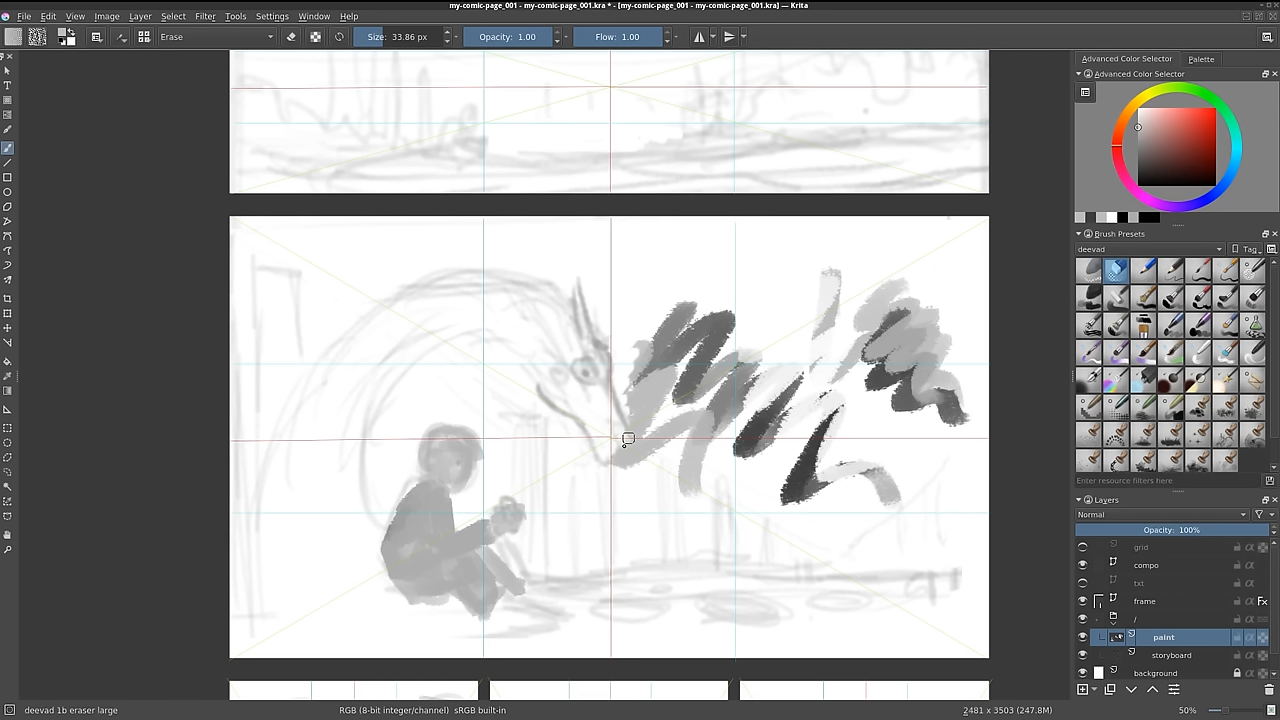 my-comic-page_001 - my-comic-page_001.kra * - [my-comic-page_001 - my-comic-page_001.kra] — Krita
File Edit View Image Layer Select Filter Tools Settings Window Help
Erase Size: 33.86 px Opacity: 1.00 Flow: 1.00
Advanced Color Selector Palette
Advanced Color Selector
Brush Presets
deevad Tag
Enter resource filters here
Layers
Normal
Opacity: 100%
grid
compo
txt
frame Fx
/
paint
storyboard
background
deevad 1b eraser large RGB (8-bit integer/channel) sRGB built-in 2481 x 3503 (247.8M) 50%